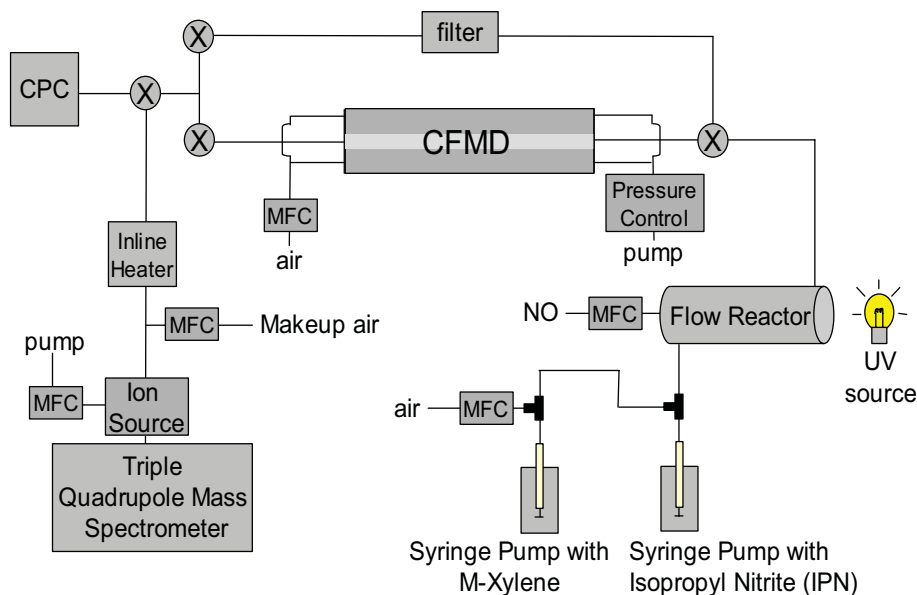 filter
CPC
X
X
X
X
CFMD
MFC
air
Pressure
Control
pump
Inline
Heater
MFC
Makeup air
pump
MFC
Ion
Source
Triple
Quadrupole Mass
Spectrometer
NO
MFC
Flow Reactor
UV
source
air
MFC
Syringe Pump with
M-Xylene
Syringe Pump with
Isopropyl Nitrite (IPN)